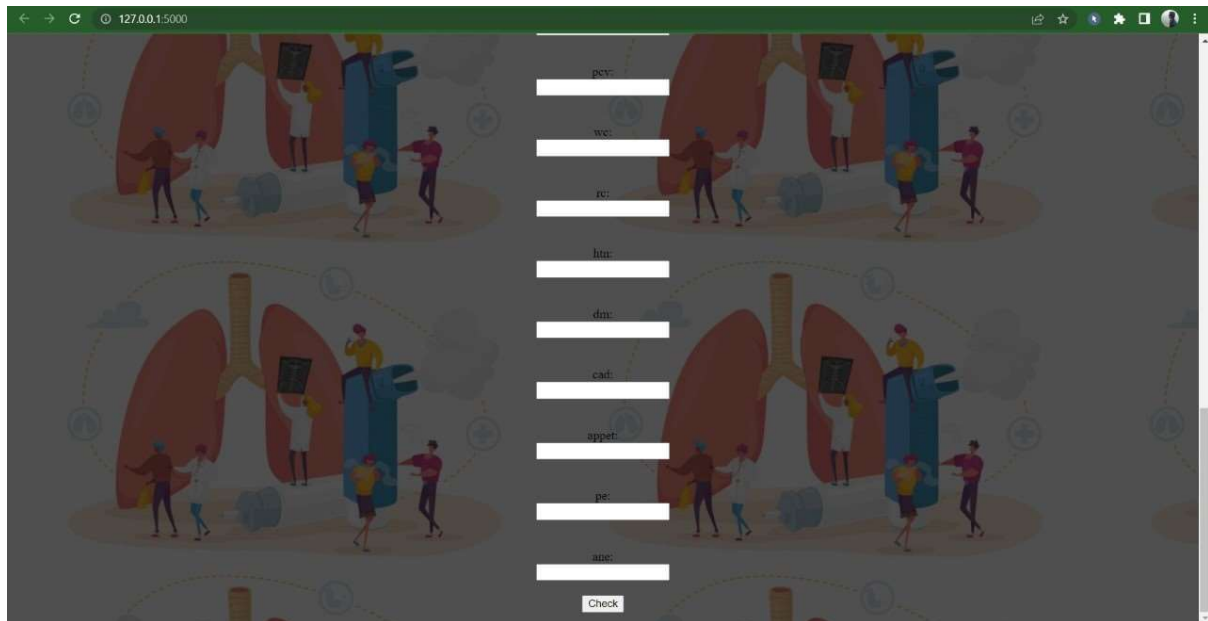 127.0.0.1:5000
pcv:
wc:
rc:
htn:
dm:
cad:
appet:
pe:
ane:
Check